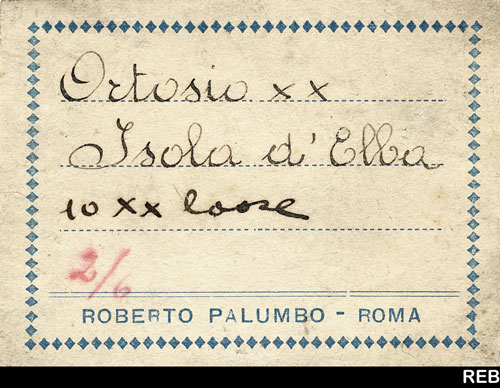 Ortosio xx
Isola d'Elba
10 xx loose
2/6
ROBERTO PALUMBO - ROMA
REB